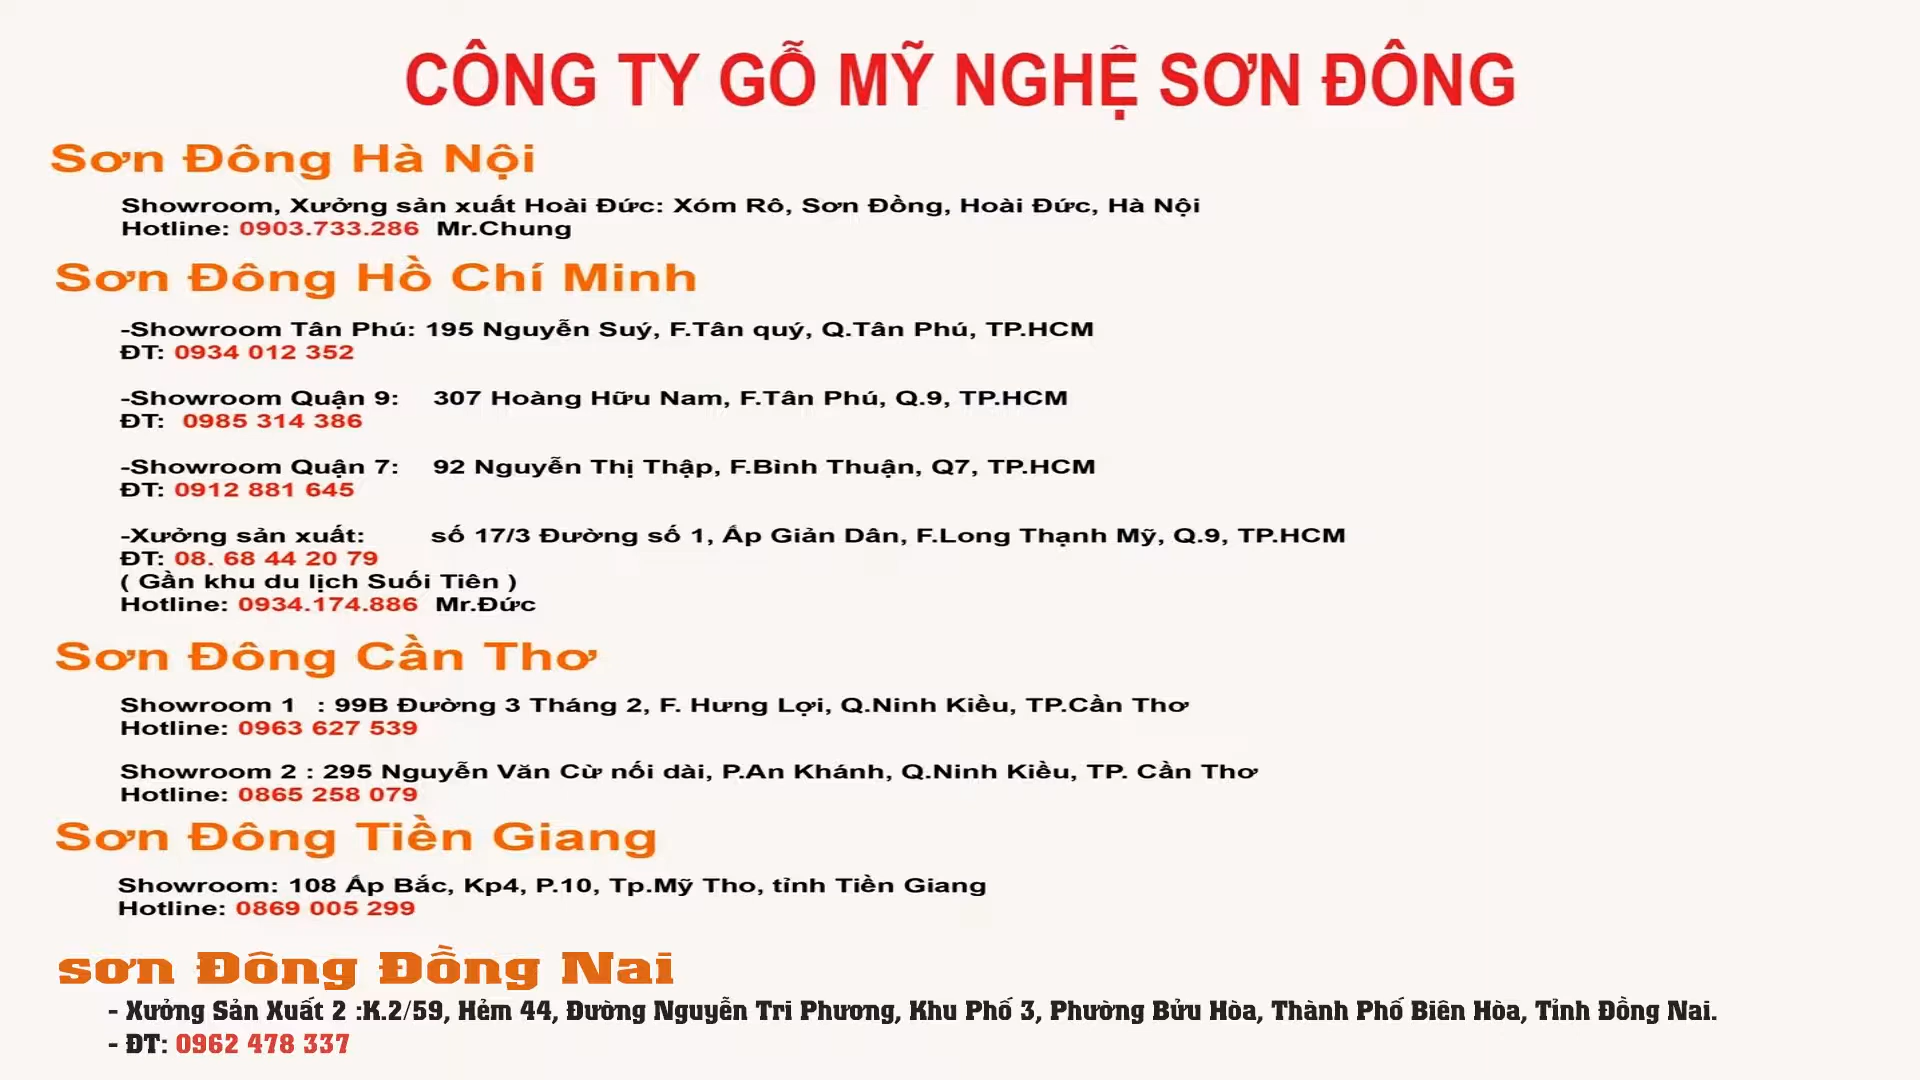 CÔNG TY GỖ MỸ NGHỆ SƠN ĐÔNG
Sơn Đông Hà Nội
Showroom, Xưởng sản xuất Hoài Đức: Xóm Rô, Sơn Đồng, Hoài Đức, Hà Nội
Hotline: 0903.733.286 Mr.Chung
Sơn Đông Hồ Chí Minh
-Showroom Tân Phú: 195 Nguyễn Suý, F.Tân quý, Q.Tân Phú, TP.HCM
ĐT: 0934 012 352
-Showroom Quận 9: 307 Hoàng Hữu Nam, F.Tân Phú, Q.9, TP.HCM
ĐT: 0985 314 386
-Showroom Quận 7: 92 Nguyễn Thị Thập, F.Bình Thuận, Q7, TP.HCM
ĐT: 0912 881 645
-Xưởng sản xuất: số 17/3 Đường số 1, Ấp Giản Dân, F.Long Thạnh Mỹ, Q.9, TP.HCM
ĐT: 08. 68 44 20 79
( Gần khu du lịch Suối Tiên )
Hotline: 0934.174.886 Mr.Đức
Sơn Đông Cần Thơ
Showroom 1 : 99B Đường 3 Tháng 2, F. Hưng Lợi, Q.Ninh Kiều, TP.Cần Thơ
Hotline: 0963 627 539
Showroom 2 : 295 Nguyễn Văn Cừ nối dài, P.An Khánh, Q.Ninh Kiều, TP. Cần Thơ
Hotline: 0865 258 079
Sơn Đông Tiền Giang
Showroom: 108 Ấp Bắc, Kp4, P.10, Tp.Mỹ Tho, tỉnh Tiền Giang
Hotline: 0869 005 299
sơn Đông Đồng Nai
- Xưởng Sản Xuất 2 :K.2/59, Hẻm 44, Đường Nguyễn Tri Phương, Khu Phố 3, Phường Bửu Hòa, Thành Phố Biên Hòa, Tỉnh Đồng Nai.
- ĐT: 0962 478 337